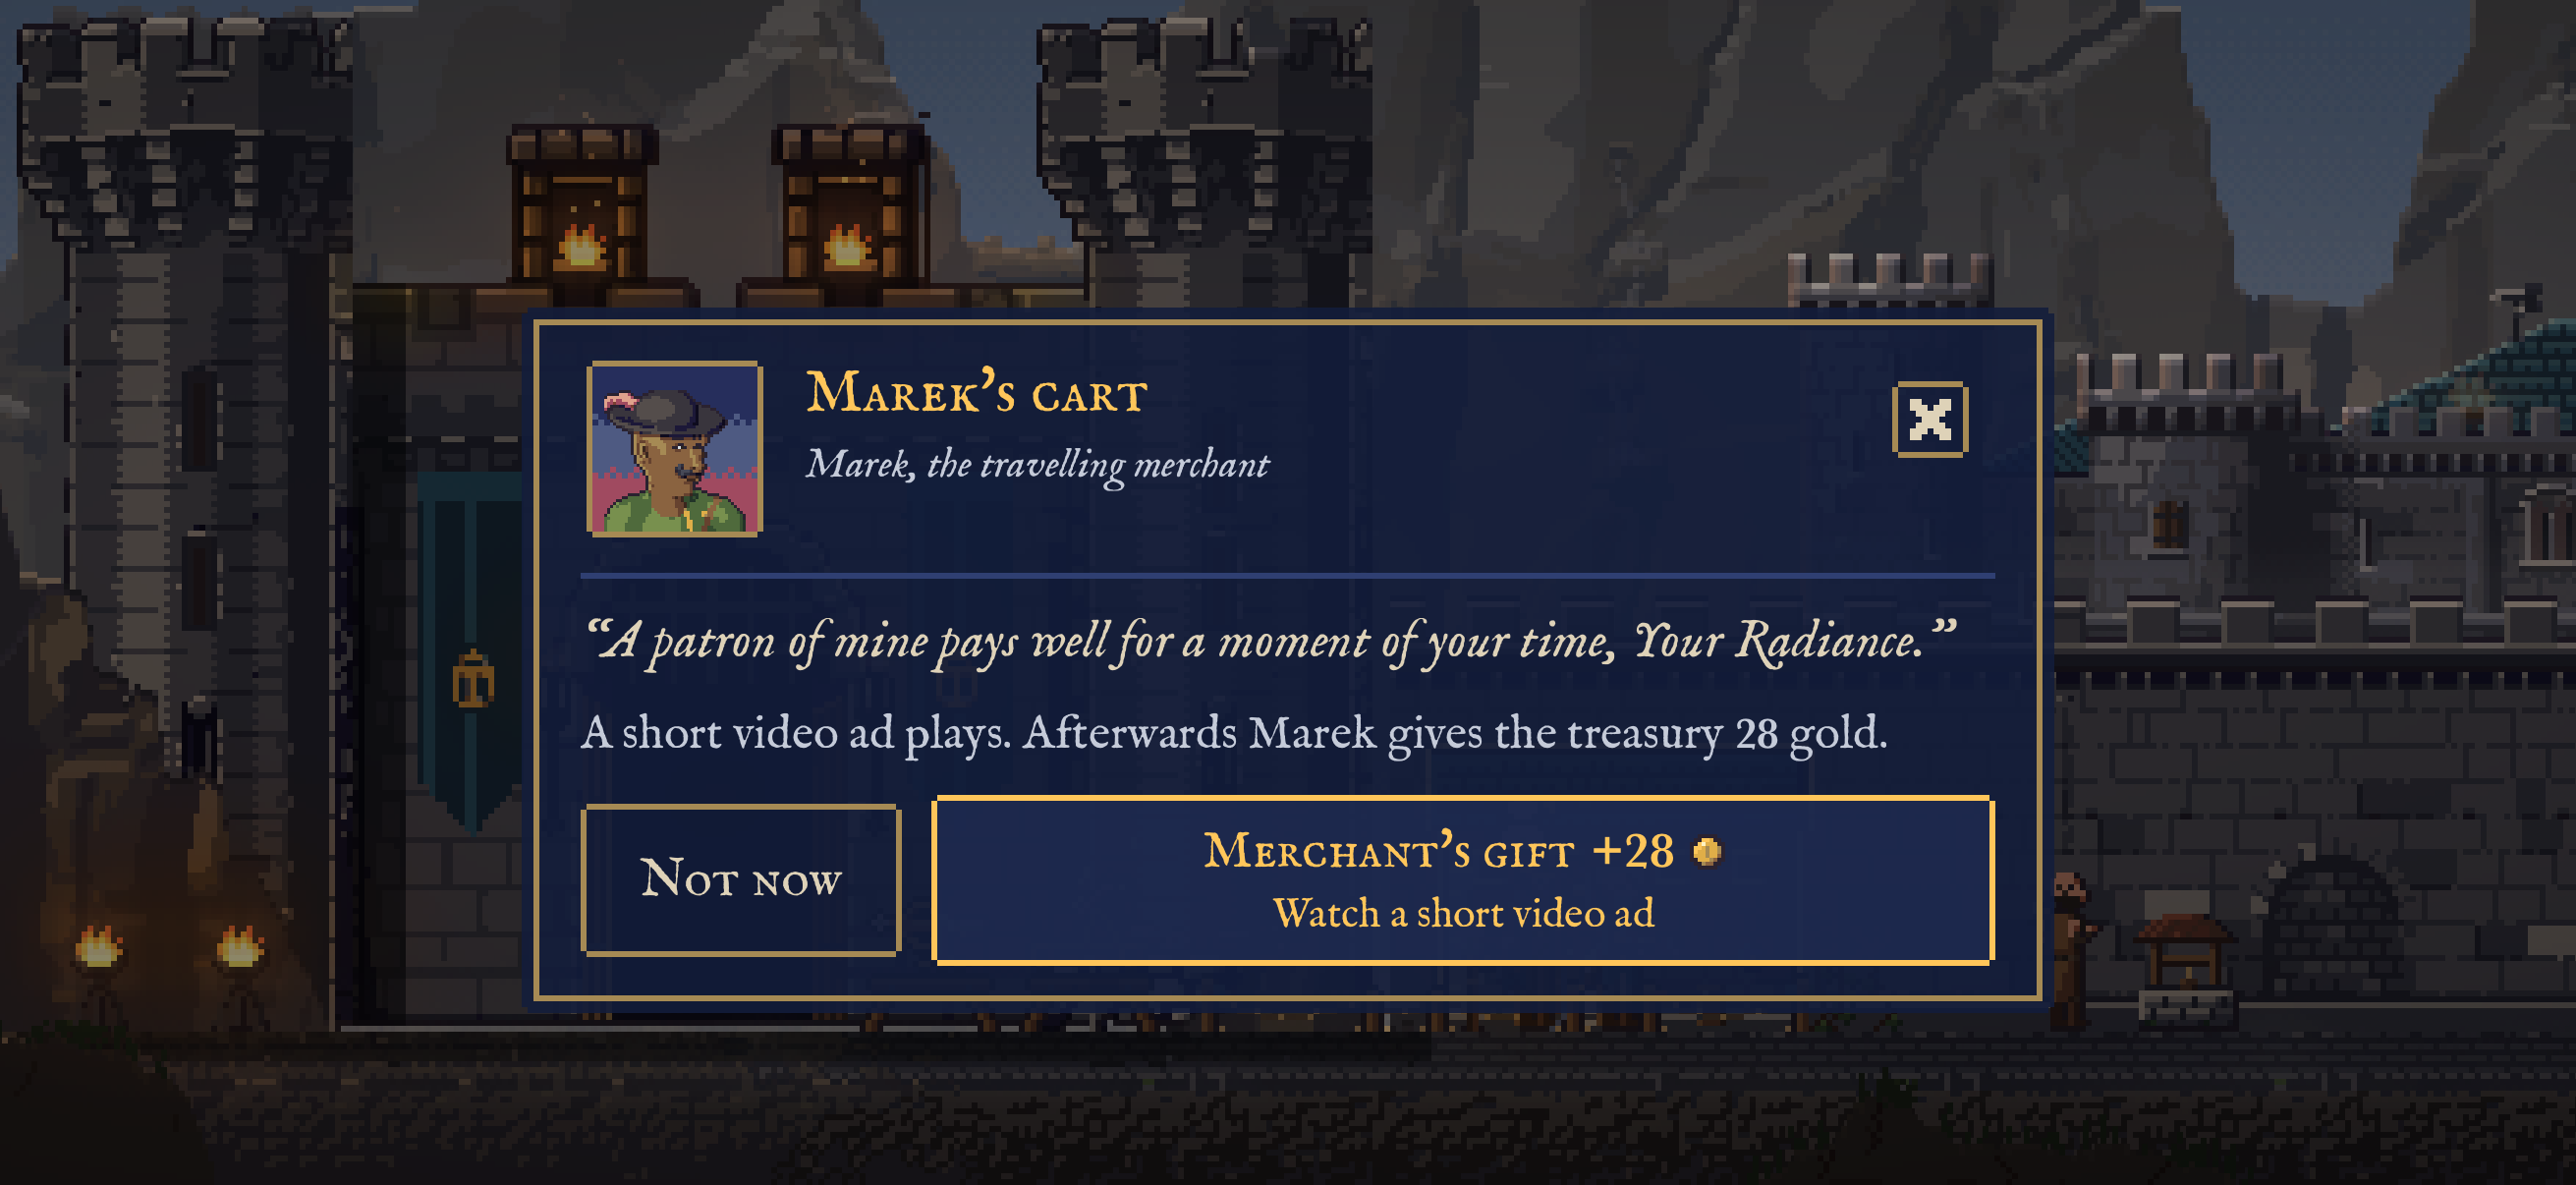 Marek's cart
Marek, the travelling merchant
“A patron of mine pays well for a moment of your time, Your Radiance.”
A short video ad plays. Afterwards Marek gives the treasury 28 gold.
Not now
Merchant's gift +28
Watch a short video ad